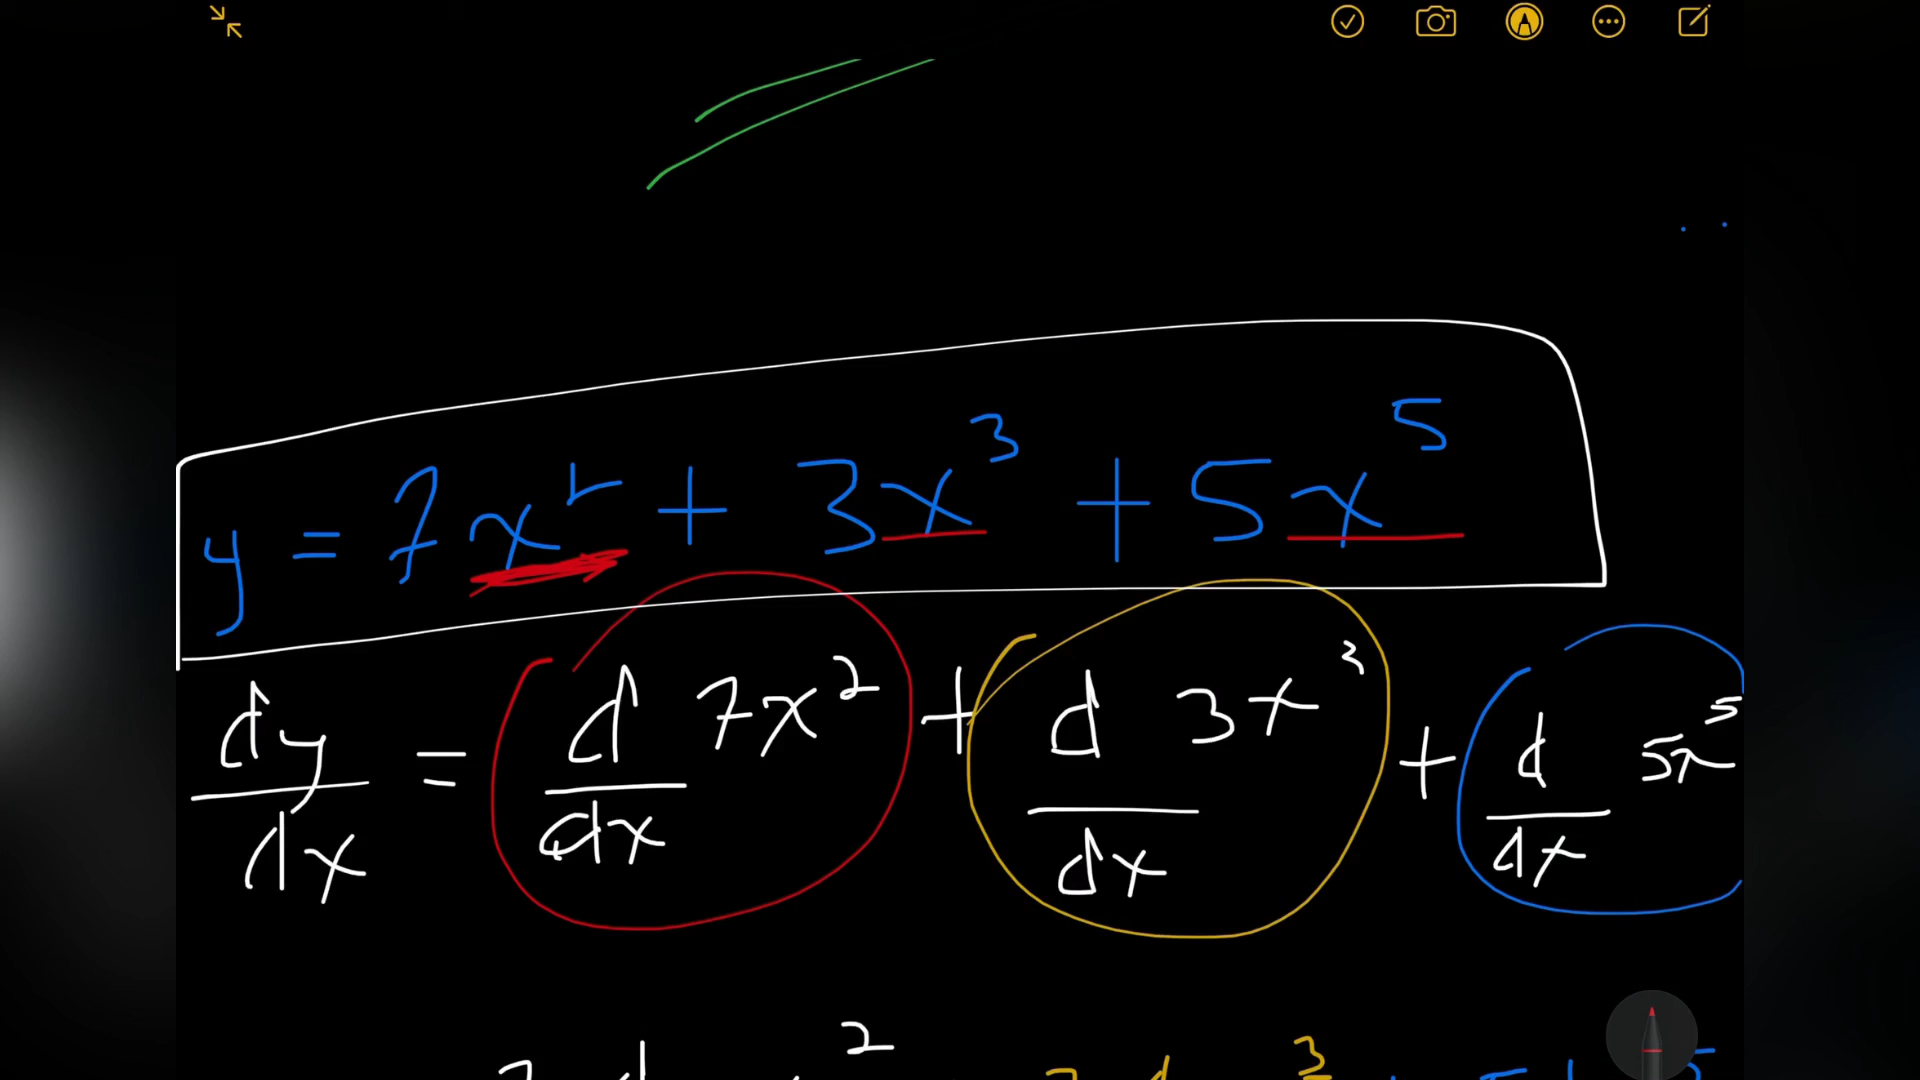 y = 7x² + 3x³ + 5x⁵
dy/dx = d/dx 7x² + d/dx 3x³ + d/dx 5x⁵